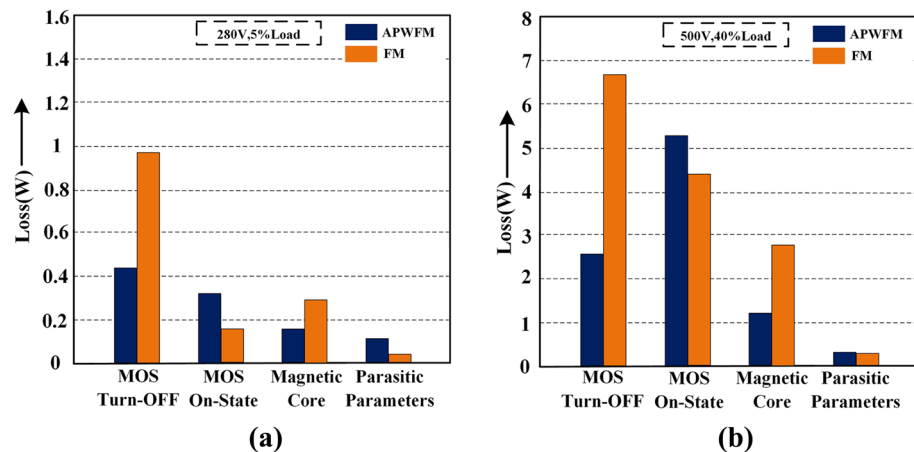 1.6
1.4
1.2
1
0.8
0.6
0.4
0.2
0
Loss(W)
280V,5%Load
APWFM
FM
MOS
Turn-OFF
MOS
On-State
Magnetic
Core
Parasitic
Parameters
(a)
8
7
6
5
4
3
2
1
0
Loss(W)
500V,40%Load
APWFM
FM
MOS
Turn-OFF
MOS
On-State
Magnetic
Core
Parasitic
Parameters
(b)